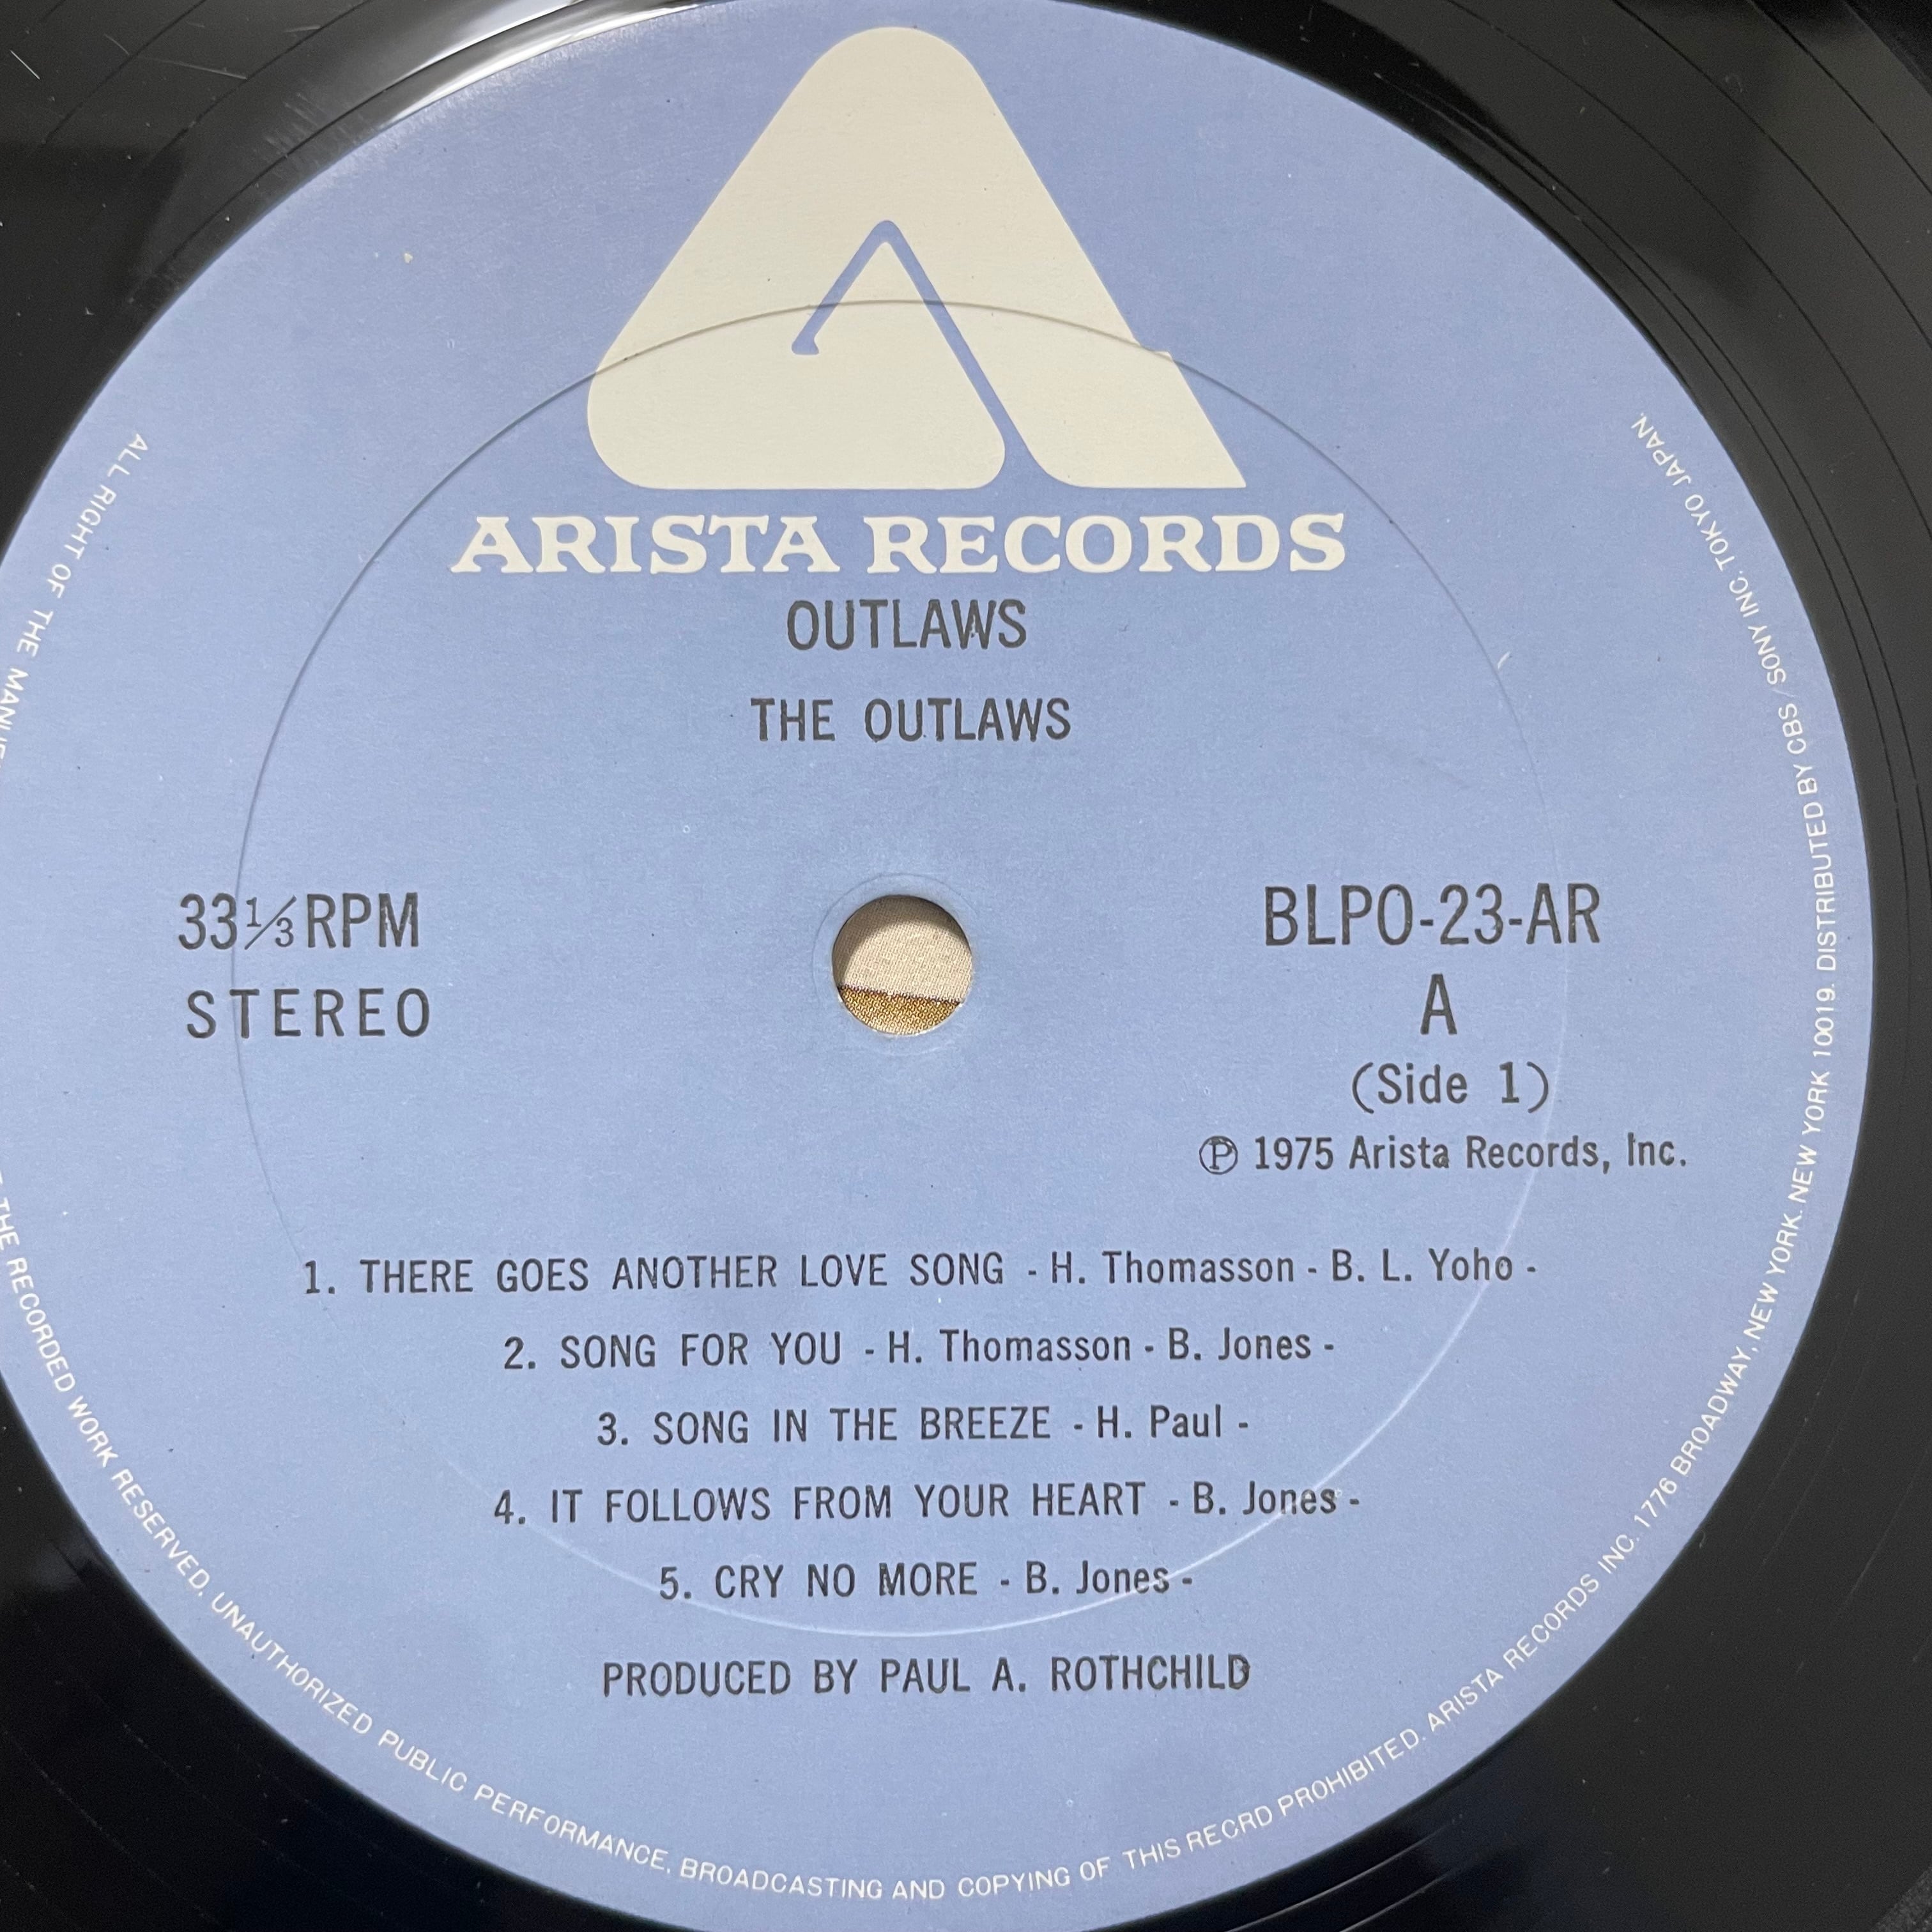 ARISTA RECORDS
OUTLAWS
THE OUTLAWS
33⅓RPM
STEREO
BLPO-23-AR
A
(Side 1)
Ⓟ 1975 Arista Records, Inc.
1. THERE GOES ANOTHER LOVE SONG - H. Thomasson - B. L. Yoho -
2. SONG FOR YOU - H. Thomasson - B. Jones -
3. SONG IN THE BREEZE - H. Paul -
4. IT FOLLOWS FROM YOUR HEART - B. Jones -
5. CRY NO MORE - B. Jones -
PRODUCED BY PAUL A. ROTHCHILD
ALL RIGHT OF THE
THE RECORDED WORK RESERVED. UNAUTHORIZED PUBLIC PERFORMANCE, BROADCASTING AND COPYING OF THIS RECRD PROHIBITED. ARISTA RECORDS INC. 1776 BROADWAY, NEW YORK. NEW YORK 10019. DISTRIBUTED BY CBS/SONY INC. TOKYO JAPAN.